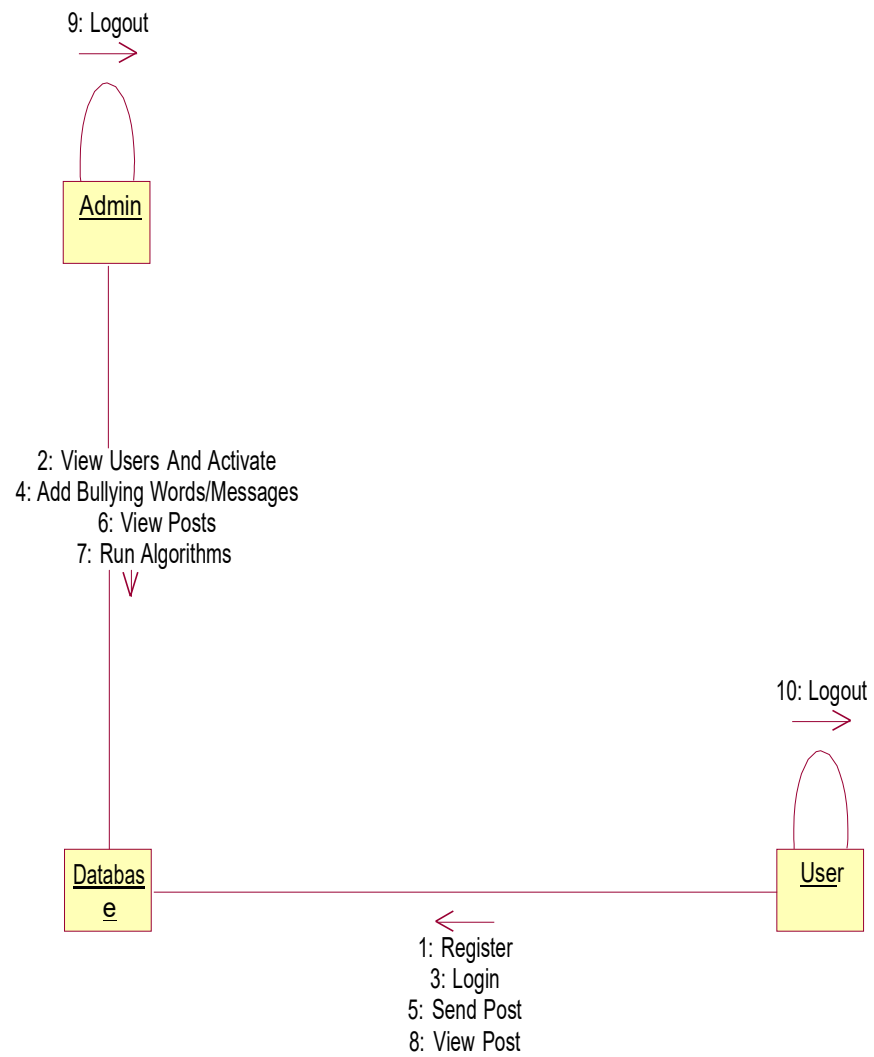 9: Logout
Admin
2: View Users And Activate
4: Add Bullying Words/Messages
6: View Posts
7: Run Algorithms
10: Logout
Databas
e
User
1: Register
3: Login
5: Send Post
8: View Post